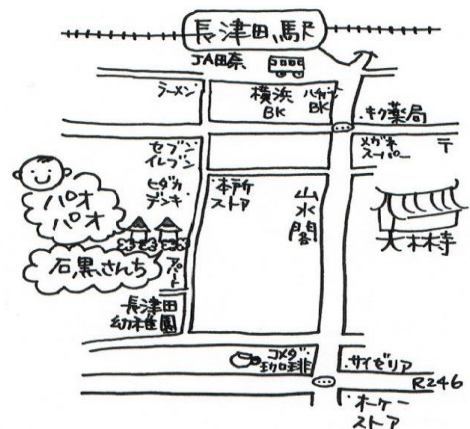 長津田駅
JA田奈
ラーメン
横浜
BK
ハマギン
BK
・キク薬局
セブン
イレブン
メガネ
スーパー
〒
ヒダカ
デンキ
・本所
ストア
山水閣
大林寺
パオ
パオ
石黒さんち
アパート
長津田
幼稚園
コメダ
珈琲
・サイゼリア
R246
・オーケー
ストア